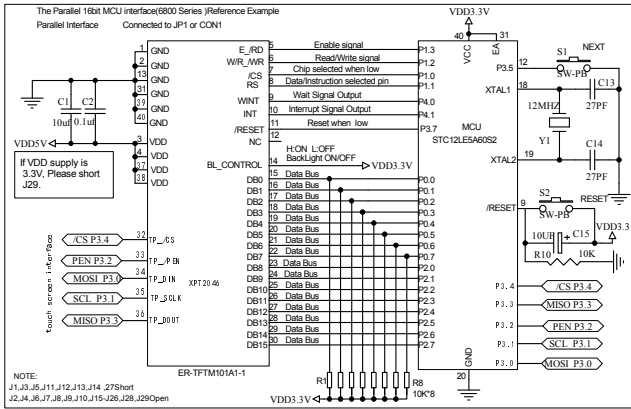 The Parallel 16bit MCU interface(6800 Series )Reference Example
Parallel Interface Connected to JP1 or CON1
VDD3.3V
1 GND
2 GND
13 GND
31 GND
39 GND
40 GND
3 VDD
4 VDD
37 VDD
38 VDD
C1
10uf
C2
0.1uf
VDD5V
If VDD supply is
3.3V, Please short
J29.
E_/RD 5 Enable signal P1.3
W/R_/WR 6 Read/Write signal P1.2
/CS 7 Chip selected when low P1.0
RS 8 Data/Instruction selected pin P1.1
WINT 9 Wait Signal Output P4.0
INT 10 Interrupt Signal Output P4.1
/RESET 11 Reset when low P3.7
NC 12
H:ON L:OFF
BL_CONTROL 14 BackLight ON/OFF VDD3.3V
DB0 15 Data Bus P0.0
DB1 16 Data Bus P0.1
DB2 17 Data Bus P0.2
DB3 18 Data Bus P0.3
DB4 19 Data Bus P0.4
DB5 20 Data Bus P0.5
DB6 21 Data Bus P0.6
DB7 22 Data Bus P0.7
DB8 23 Data Bus P2.0
DB9 24 Data Bus P2.1
DB10 25 Data Bus P2.2
DB11 26 Data Bus P2.3
DB12 27 Data Bus P2.4
DB13 28 Data Bus P2.5
DB14 29 Data Bus P2.6
DB15 30 Data Bus P2.7
touch screen interface
/CS P3.4 32 TP_/CS
PEN P3.2 33 TP_/PEN
MOSI P3.0 34 TP_DIN
SCL P3.1 35 TP_SCLK
MISO P3.3 36 TP_DOUT
XPT2046
ER-TFTM101A1-1
R1
R8
10K*8
VDD3.3V
40 VCC
31 EA
MCU
STC12LE5A60S2
GND
20
P3.5 12
S1 NEXT
SW-PB
XTAL1 18
C13
27PF
12MHZ
Y1
C14
27PF
XTAL2 19
S2 RESET
SW-PB
/RESET 9
10UF + C15
VDD3.3
R10 10K
P3.4 /CS P3.4
P3.3 MISO P3.3
P3.2 PEN P3.2
P3.1 SCL P3.1
P3.0 MOSI P3.0
NOTE:
J1,J3,J5,J11,J12,J13,J14 ,27Short
J2,J4,J6,J7,J8,J9,J10,J15-J26,J28,J29Open